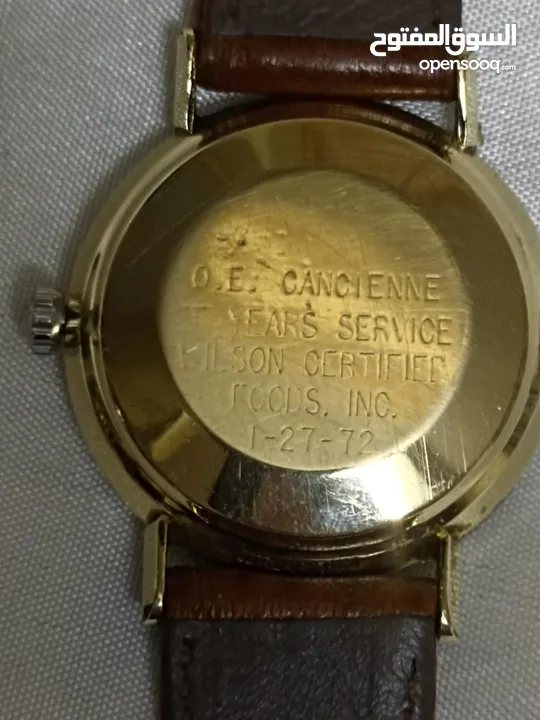 السوق المفتوح
opensooq.com
O.E. CANCIENNE
YEARS SERVICE
WILSON CERTIFIED
FOODS, INC.
1-27-72